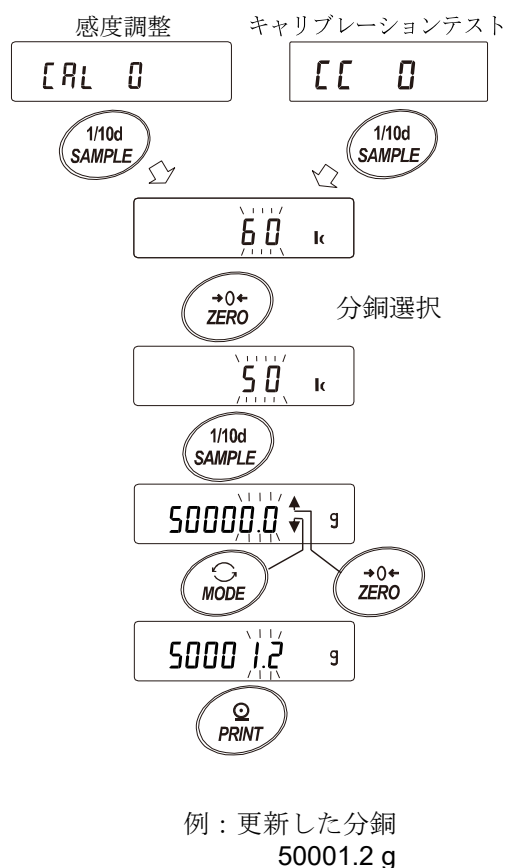 感度調整 キャリブレーションテスト
CAL 0 CC 0
1/10d 1/10d
SAMPLE SAMPLE
60 k
→0←
ZERO
分銅選択
50 k
1/10d
SAMPLE
50000.0 g
MODE
→0←
ZERO
50001.2 g
PRINT
例：更新した分銅
50001.2 g